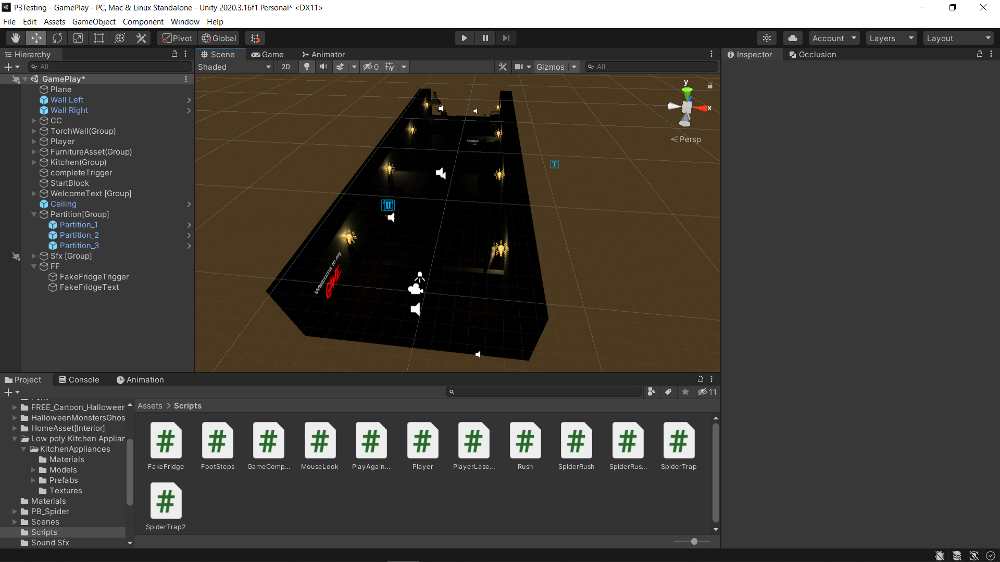 P3Testing - GamePlay - PC, Mac & Linux Standalone - Unity 2020.3.16f1 Personal* <DX11>
File Edit Assets GameObject Component Window Help
Pivot Global Account Layers Layout
Hierarchy
All
GamePlay*
Plane
Wall Left
Wall Right
CC
TorchWall(Group)
Player
FurnitureAsset(Group)
Kitchen(Group)
completeTrigger
StartBlock
WelcomeText [Group]
Ceiling
Partition[Group]
Partition_1
Partition_2
Partition_3
Sfx [Group]
FF
FakeFridgeTrigger
FakeFridgeText
Scene Game Animator
Shaded 2D 0 Gizmos All
y
x
Persp
T
Welcome to my
GAME
Inspector Occlusion
Project Console Animation
11
FREE_Cartoon_Halloween
HalloweenMonstersGhos
HomeAsset[Interior]
Low poly Kitchen Applian
KitchenAppliances
Materials
Models
Prefabs
Textures
Materials
PB_Spider
Scenes
Scripts
Sound Sfx
Assets > Scripts
FakeFridge FootSteps GameComp... MouseLook PlayAgain... Player PlayerLase... Rush SpiderRush SpiderRus... SpiderTrap
SpiderTrap2